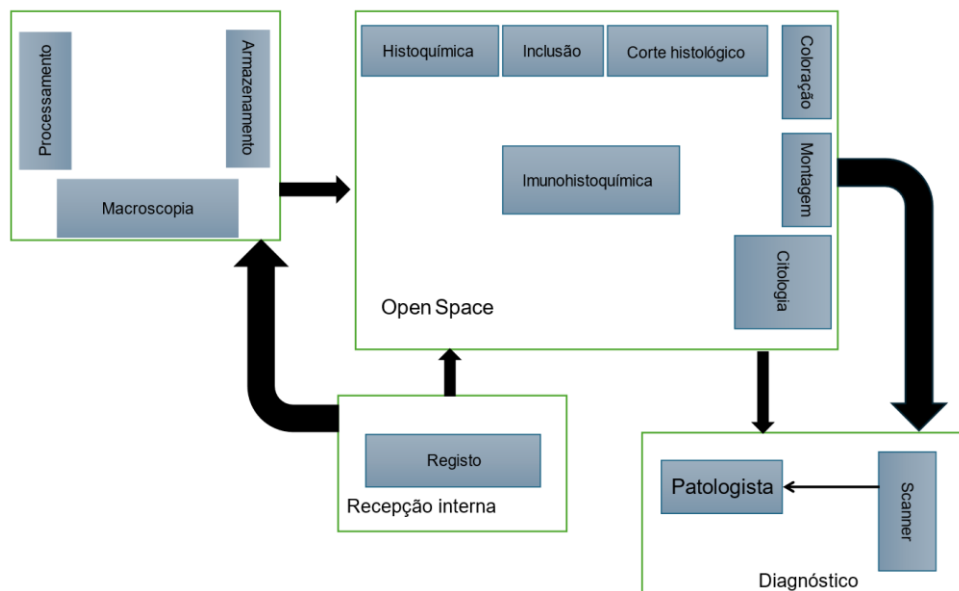 Processamento
Armazenamento
Macroscopia
Histoquímica
Inclusão
Corte histológico
Coloração
Imunohistoquímica
Montagem
Citologia
Open Space
Registo
Recepção interna
Patologista
Scanner
Diagnóstico